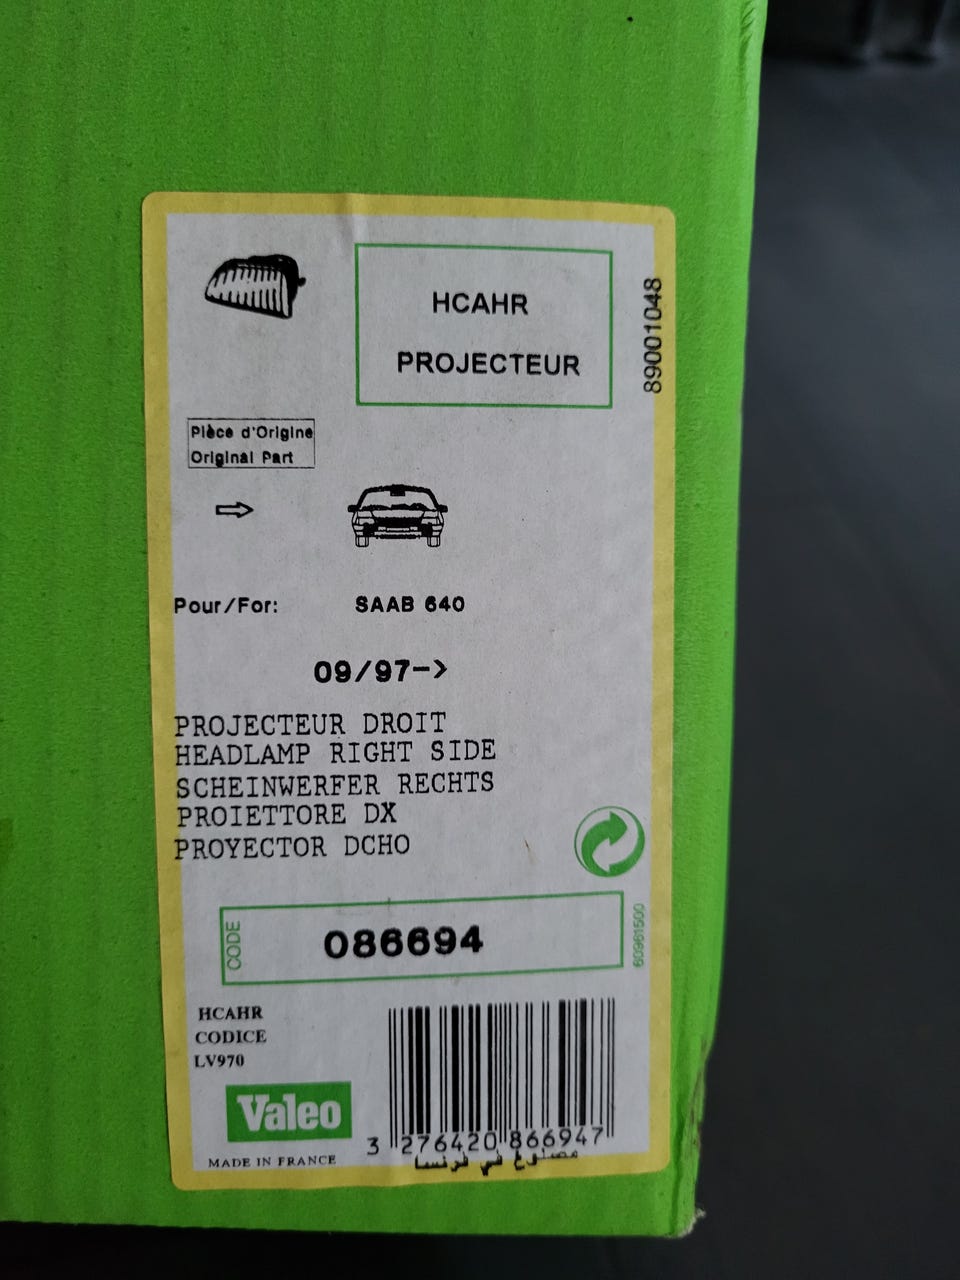 HCAHR
PROJECTEUR
89001048
Pièce d'Origine
Original Part
Pour/For: SAAB 640
09/97->
PROJECTEUR DROIT
HEADLAMP RIGHT SIDE
SCHEINWERFER RECHTS
PROIETTORE DX
PROYECTOR DCHO
CODE
086694
60961500
HCAHR
CODICE
LV970
Valeo
MADE IN FRANCE
3 276420 866947
مصنوع في فرنسا